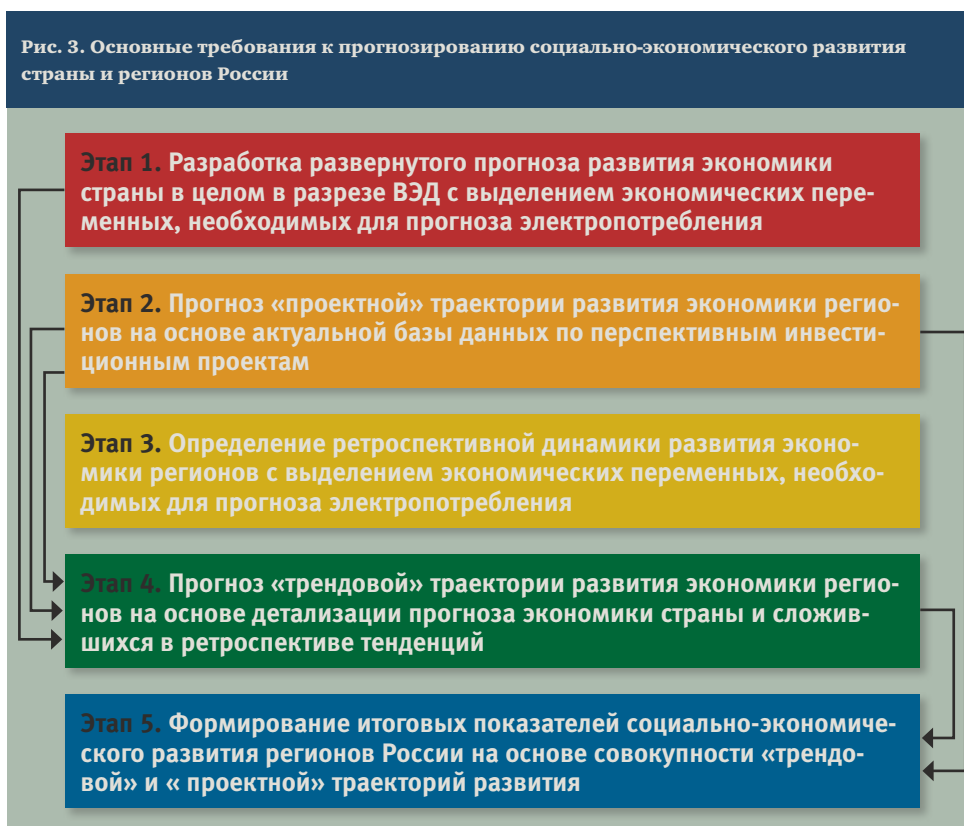 Рис. 3. Основные требования к прогнозированию социально-экономического развития
страны и регионов России
Этап 1. Разработка развернутого прогноза развития экономики
страны в целом в разрезе ВЭД с выделением экономических пере-
менных, необходимых для прогноза электропотребления
Этап 2. Прогноз «проектной» траектории развития экономики регио-
нов на основе актуальной базы данных по перспективным инвести-
ционным проектам
Этап 3. Определение ретроспективной динамики развития эконо-
мики регионов с выделением экономических переменных, необхо-
димых для прогноза электропотребления
Этап 4. Прогноз «трендовой» траектории развития экономики регио-
нов на основе детализации прогноза экономики страны и сложив-
шихся в ретроспективе тенденций
Этап 5. Формирование итоговых показателей социально-экономиче-
ского развития регионов России на основе совокупности «трендо-
вой» и « проектной» траекторий развития